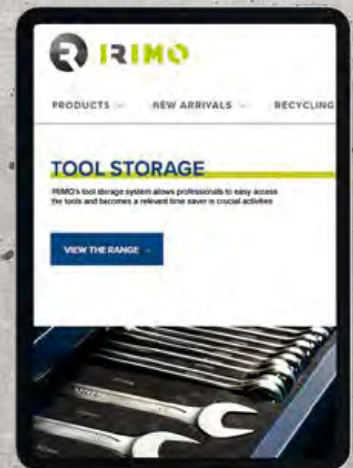 IRIMO
PRODUCTS NEW ARRIVALS RECYCLING
TOOL STORAGE
IRIMO's tool storage system allows professionals to easy access
the tools and becomes a relevant time saver is crucial activities
VIEW THE RANGE